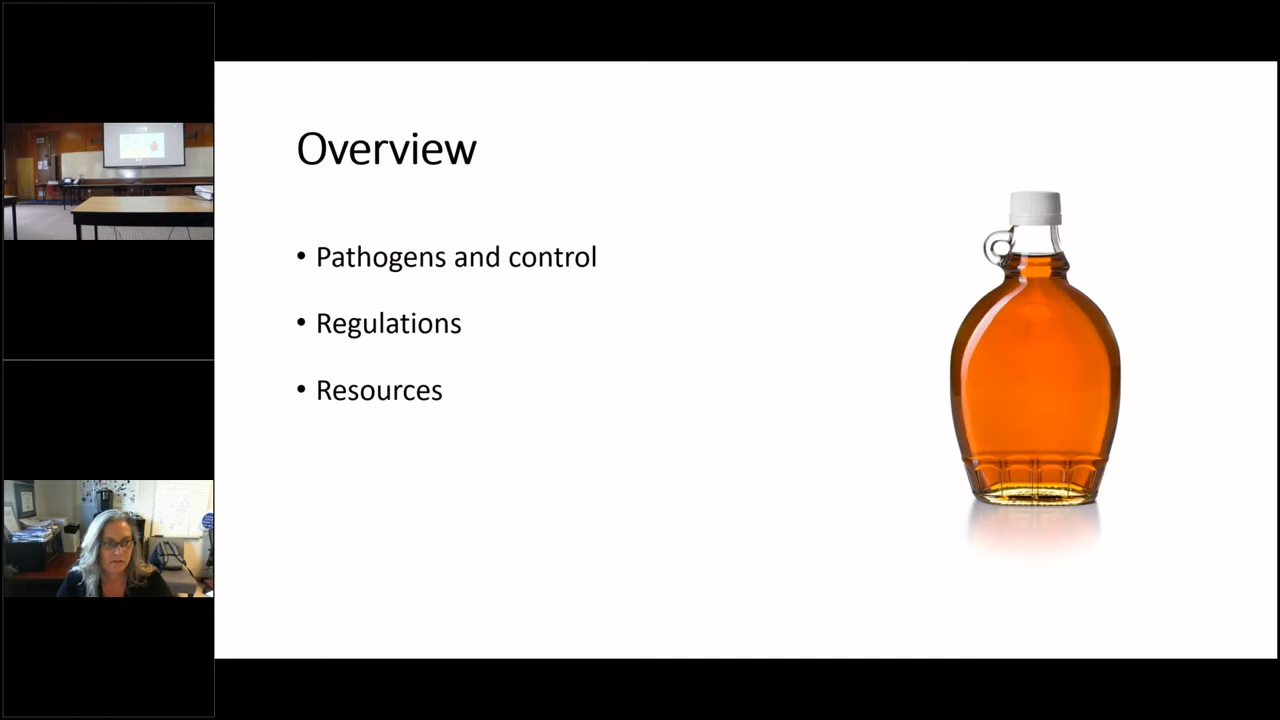 Overview
• Pathogens and control
• Regulations
• Resources